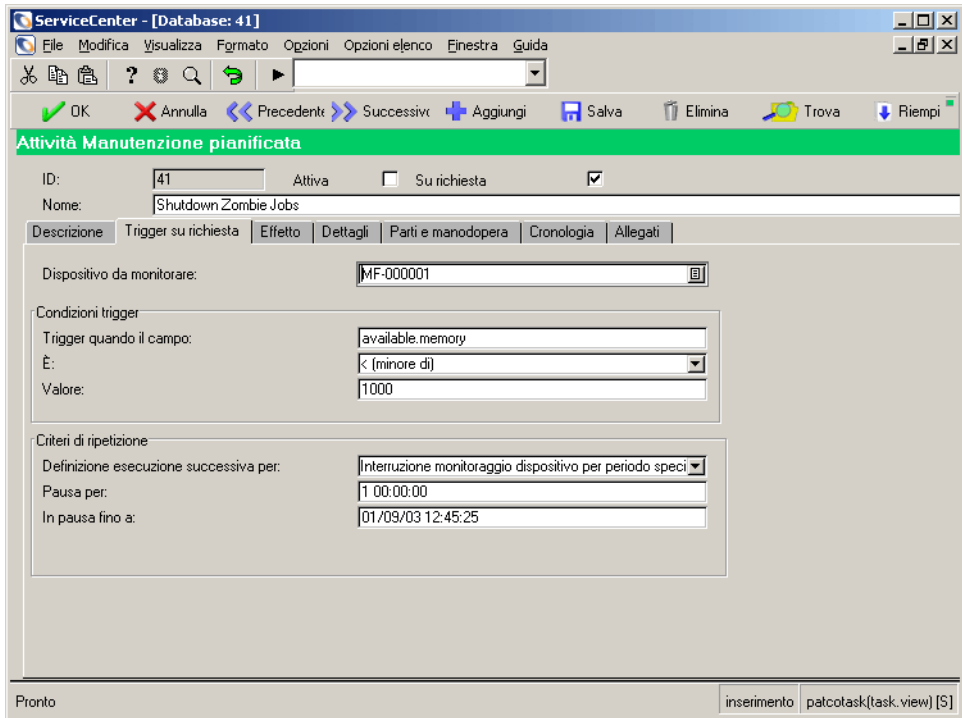 ServiceCenter - [Database: 41]
File Modifica Visualizza Formato Opzioni Opzioni elenco Finestra Guida
OK Annulla Precedente Successivo Aggiungi Salva Elimina Trova Riempi
Attività Manutenzione pianificata
ID: 41 Attiva Su richiesta
Nome: Shutdown Zombie Jobs
Descrizione Trigger su richiesta Effetto Dettagli Parti e manodopera Cronologia Allegati
Dispositivo da monitorare: MF-000001
Condizioni trigger
Trigger quando il campo: available.memory
È: < (minore di)
Valore: 1000
Criteri di ripetizione
Definizione esecuzione successiva per: Interruzione monitoraggio dispositivo per periodo speci
Pausa per: 1 00:00:00
In pausa fino a: 01/09/03 12:45:25
Pronto inserimento patcotask(task.view) [S]